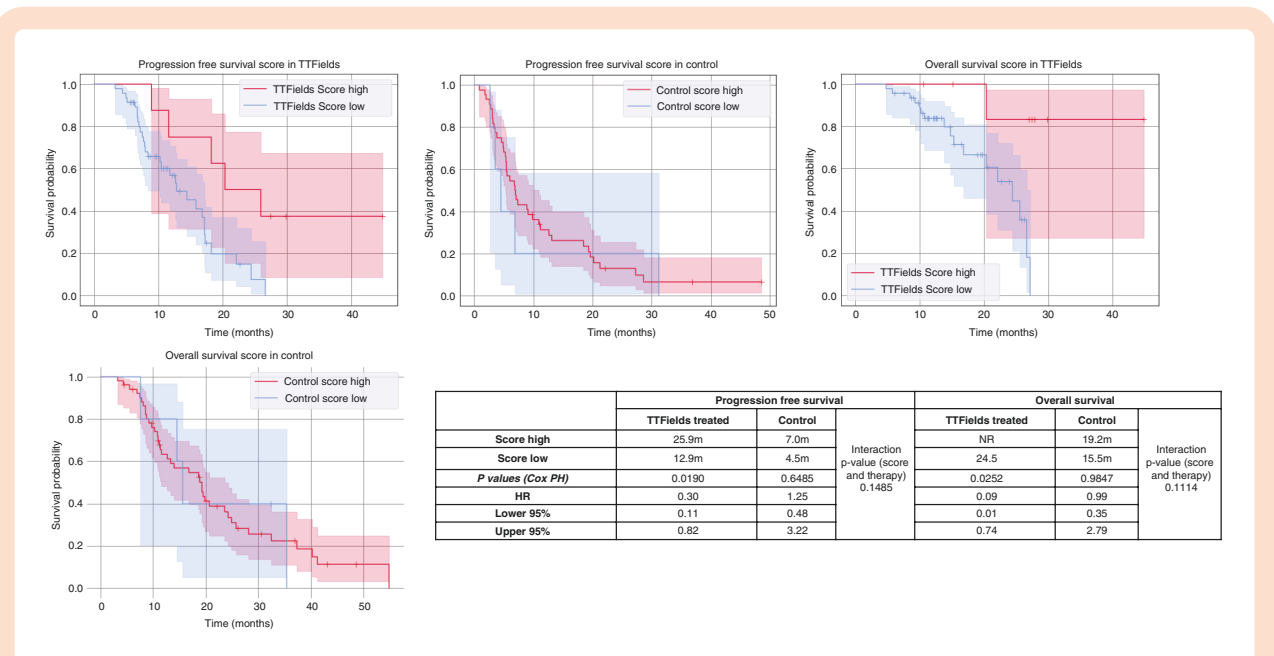 Progression free survival score in TTFields
1.0
0.8
0.6
0.4
0.2
0.0
Survival probability
TTFields Score high
TTFields Score low
0
10
20
30
40
Time (months)
Progression free survival score in control
1.0
0.8
0.6
0.4
0.2
0.0
Survival probability
Control score high
Control score low
0
10
20
30
40
50
Time (months)
Overall survival score in TTFields
1.0
0.8
0.6
0.4
0.2
0.0
Survival probability
TTFields Score high
TTFields Score low
0
10
20
30
40
Time (months)
Overall survival score in control
1.0
0.8
0.6
0.4
0.2
0.0
Survival probability
Control score high
Control score low
0
10
20
30
40
50
Time (months)
Progression free survival Overall survival
TTFields treated Control TTFields treated Control
Score high 25.9m 7.0m NR 19.2m
Score low 12.9m 4.5m 24.5 15.5m
P values (Cox PH) 0.0190 0.6485 0.0252 0.9847
HR 0.30 1.25 0.09 0.99
Lower 95% 0.11 0.48 0.01 0.35
Upper 95% 0.82 3.22 0.74 2.79
Interaction
p-value (score
and therapy)
0.1485
Interaction
p-value (score
and therapy)
0.1114